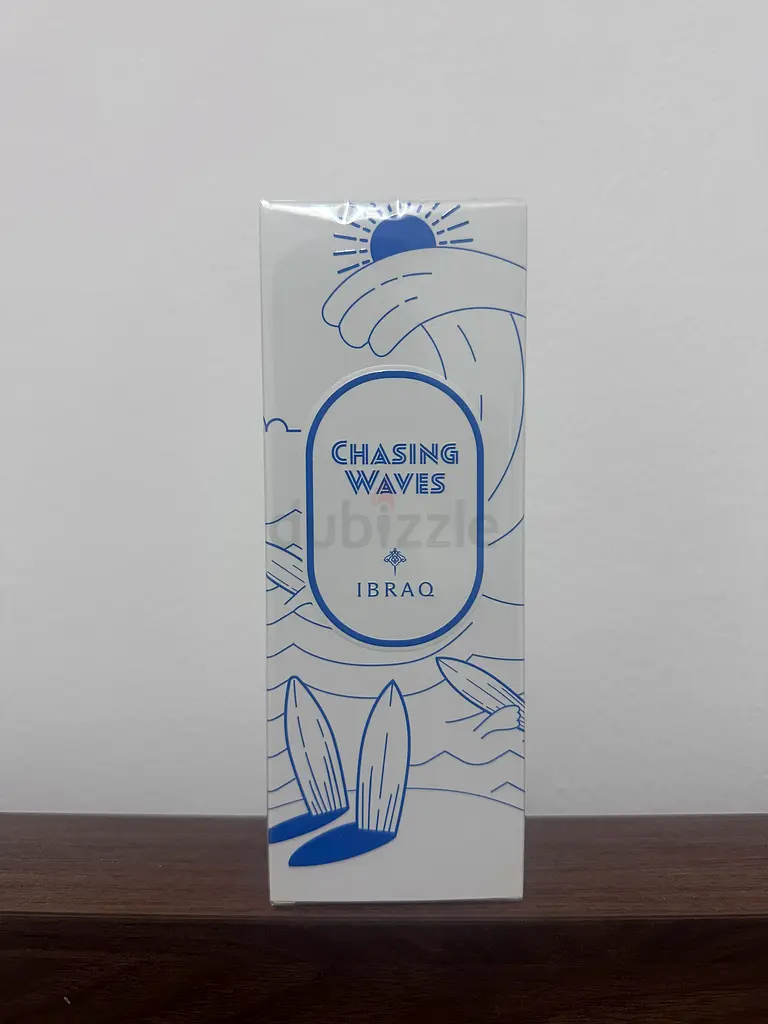 CHASING
WAVES
dubizzle
IBRAQ